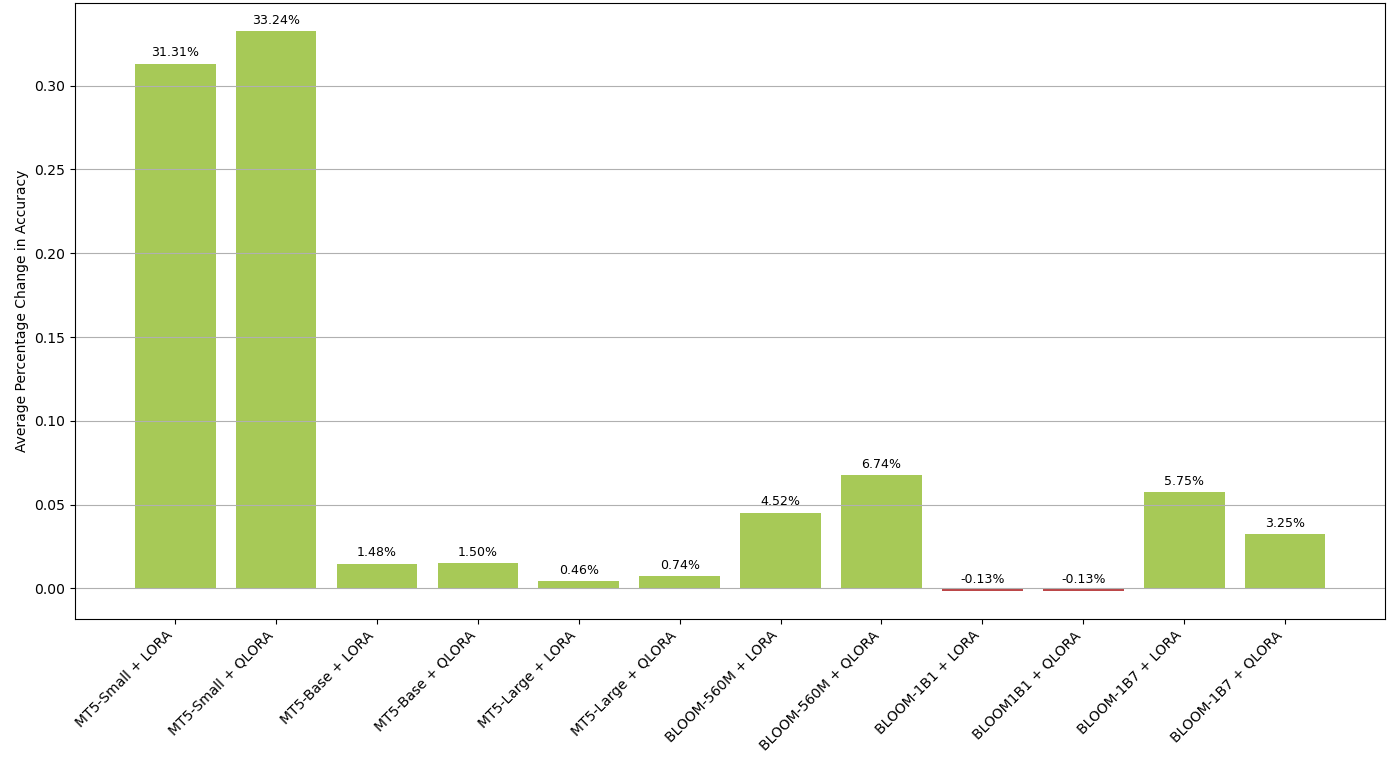 33.24%
31.31%
0.30
0.25
0.20
0.15
0.10
0.05
0.00
Average Percentage Change in Accuracy
1.48%
1.50%
0.46%
0.74%
4.52%
6.74%
-0.13%
-0.13%
5.75%
3.25%
MT5-Small + LORA
MT5-Small + QLORA
MT5-Base + LORA
MT5-Base + QLORA
MT5-Large + LORA
MT5-Large + QLORA
BLOOM-560M + LORA
BLOOM-560M + QLORA
BLOOM-1B1 + LORA
BLOOM1B1 + QLORA
BLOOM-1B7 + LORA
BLOOM-1B7 + QLORA